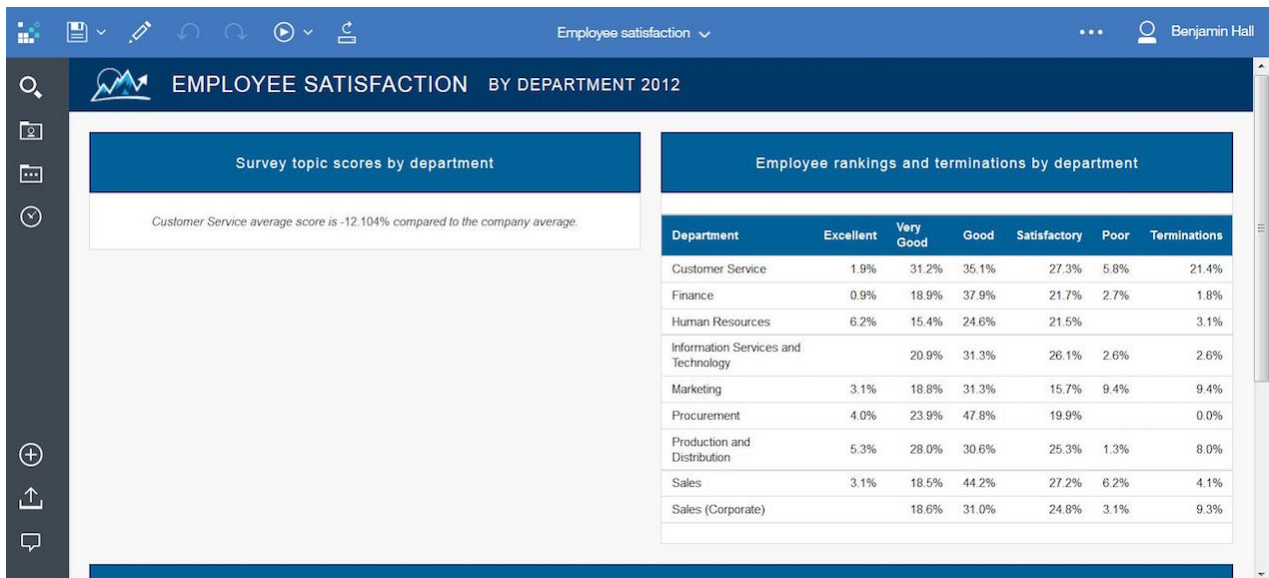 Employee satisfaction
Benjamin Hall
EMPLOYEE SATISFACTION BY DEPARTMENT 2012
Survey topic scores by department
Customer Service average score is -12.104% compared to the company average.
Employee rankings and terminations by department
Department Excellent Very Good Good Satisfactory Poor Terminations
Customer Service 1.9% 31.2% 35.1% 27.3% 5.8% 21.4%
Finance 0.9% 18.9% 37.9% 21.7% 2.7% 1.8%
Human Resources 6.2% 15.4% 24.6% 21.5% 3.1%
Information Services and
Technology 20.9% 31.3% 26.1% 2.6% 2.6%
Marketing 3.1% 18.8% 31.3% 15.7% 9.4% 9.4%
Procurement 4.0% 23.9% 47.8% 19.9% 0.0%
Production and
Distribution 5.3% 28.0% 30.6% 25.3% 1.3% 8.0%
Sales 3.1% 18.5% 44.2% 27.2% 6.2% 4.1%
Sales (Corporate) 18.6% 31.0% 24.8% 3.1% 9.3%